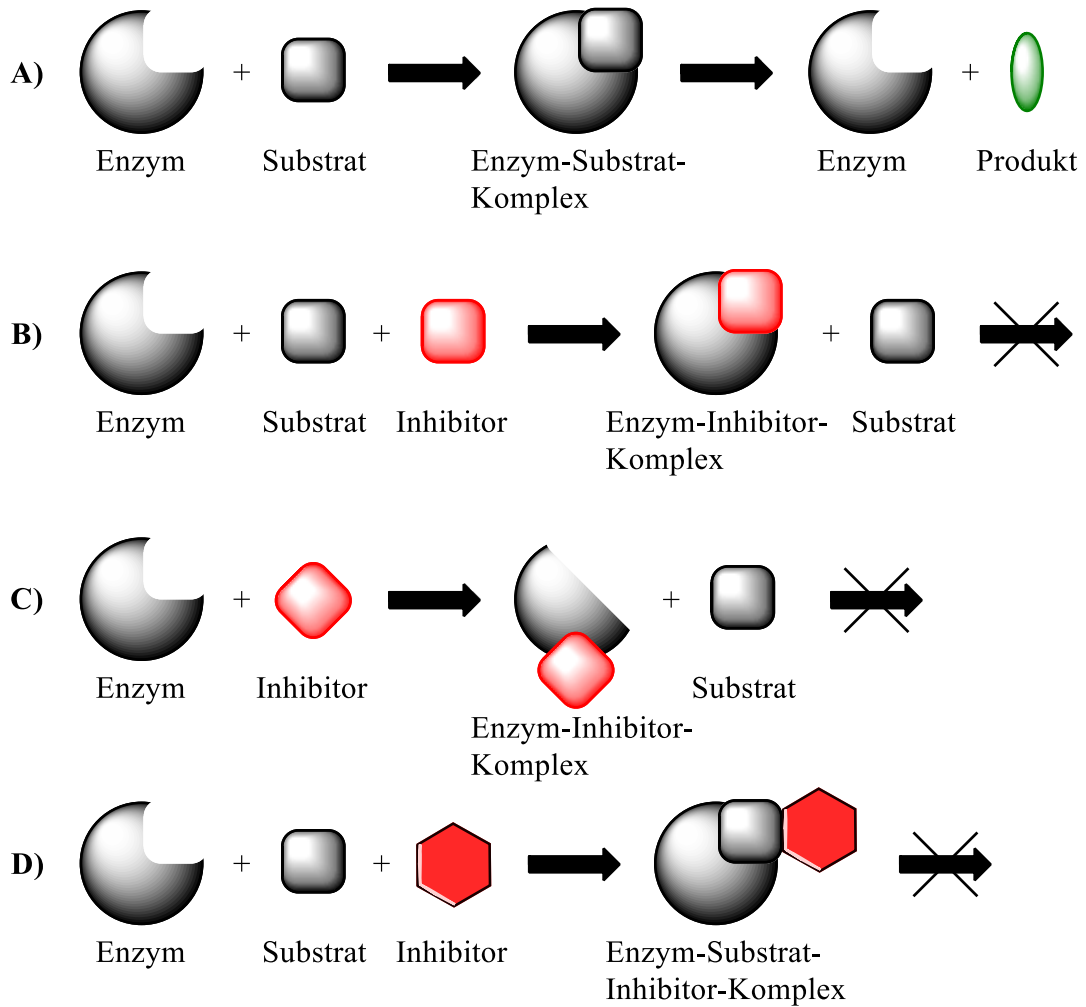 A) + +
Enzym Substrat Enzym-Substrat- Enzym Produkt
Komplex
B) + + +
Enzym Substrat Inhibitor Enzym-Inhibitor- Substrat
Komplex
C) + +
Enzym Inhibitor Substrat
Enzym-Inhibitor-
Komplex
D) + +
Enzym Substrat Inhibitor Enzym-Substrat-
Inhibitor-Komplex